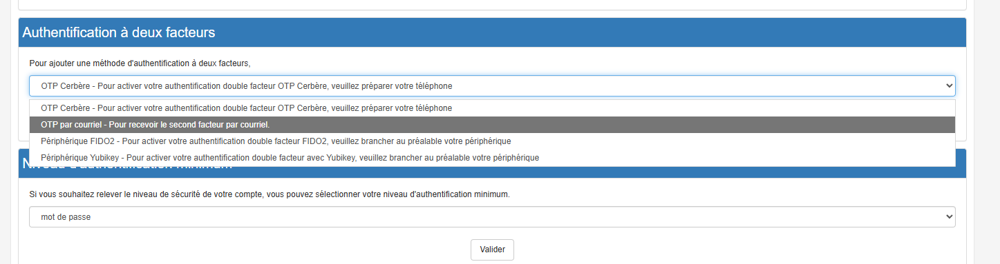 Authentification à deux facteurs
Pour ajouter une méthode d'authentification à deux facteurs,
OTP Cerbère - Pour activer votre authentification double facteur OTP Cerbère, veuillez préparer votre téléphone
OTP Cerbère - Pour activer votre authentification double facteur OTP Cerbère, veuillez préparer votre téléphone
OTP par courriel - Pour recevoir le second facteur par courriel.
Périphérique FIDO2 - Pour activer votre authentification double facteur FIDO2, veuillez brancher au préalable votre périphérique
Périphérique Yubikey - Pour activer votre authentification double facteur avec Yubikey, veuillez brancher au préalable votre périphérique
Niveau d'authentification minimum
Si vous souhaitez relever le niveau de sécurité de votre compte, vous pouvez sélectionner votre niveau d'authentification minimum.
mot de passe
Valider